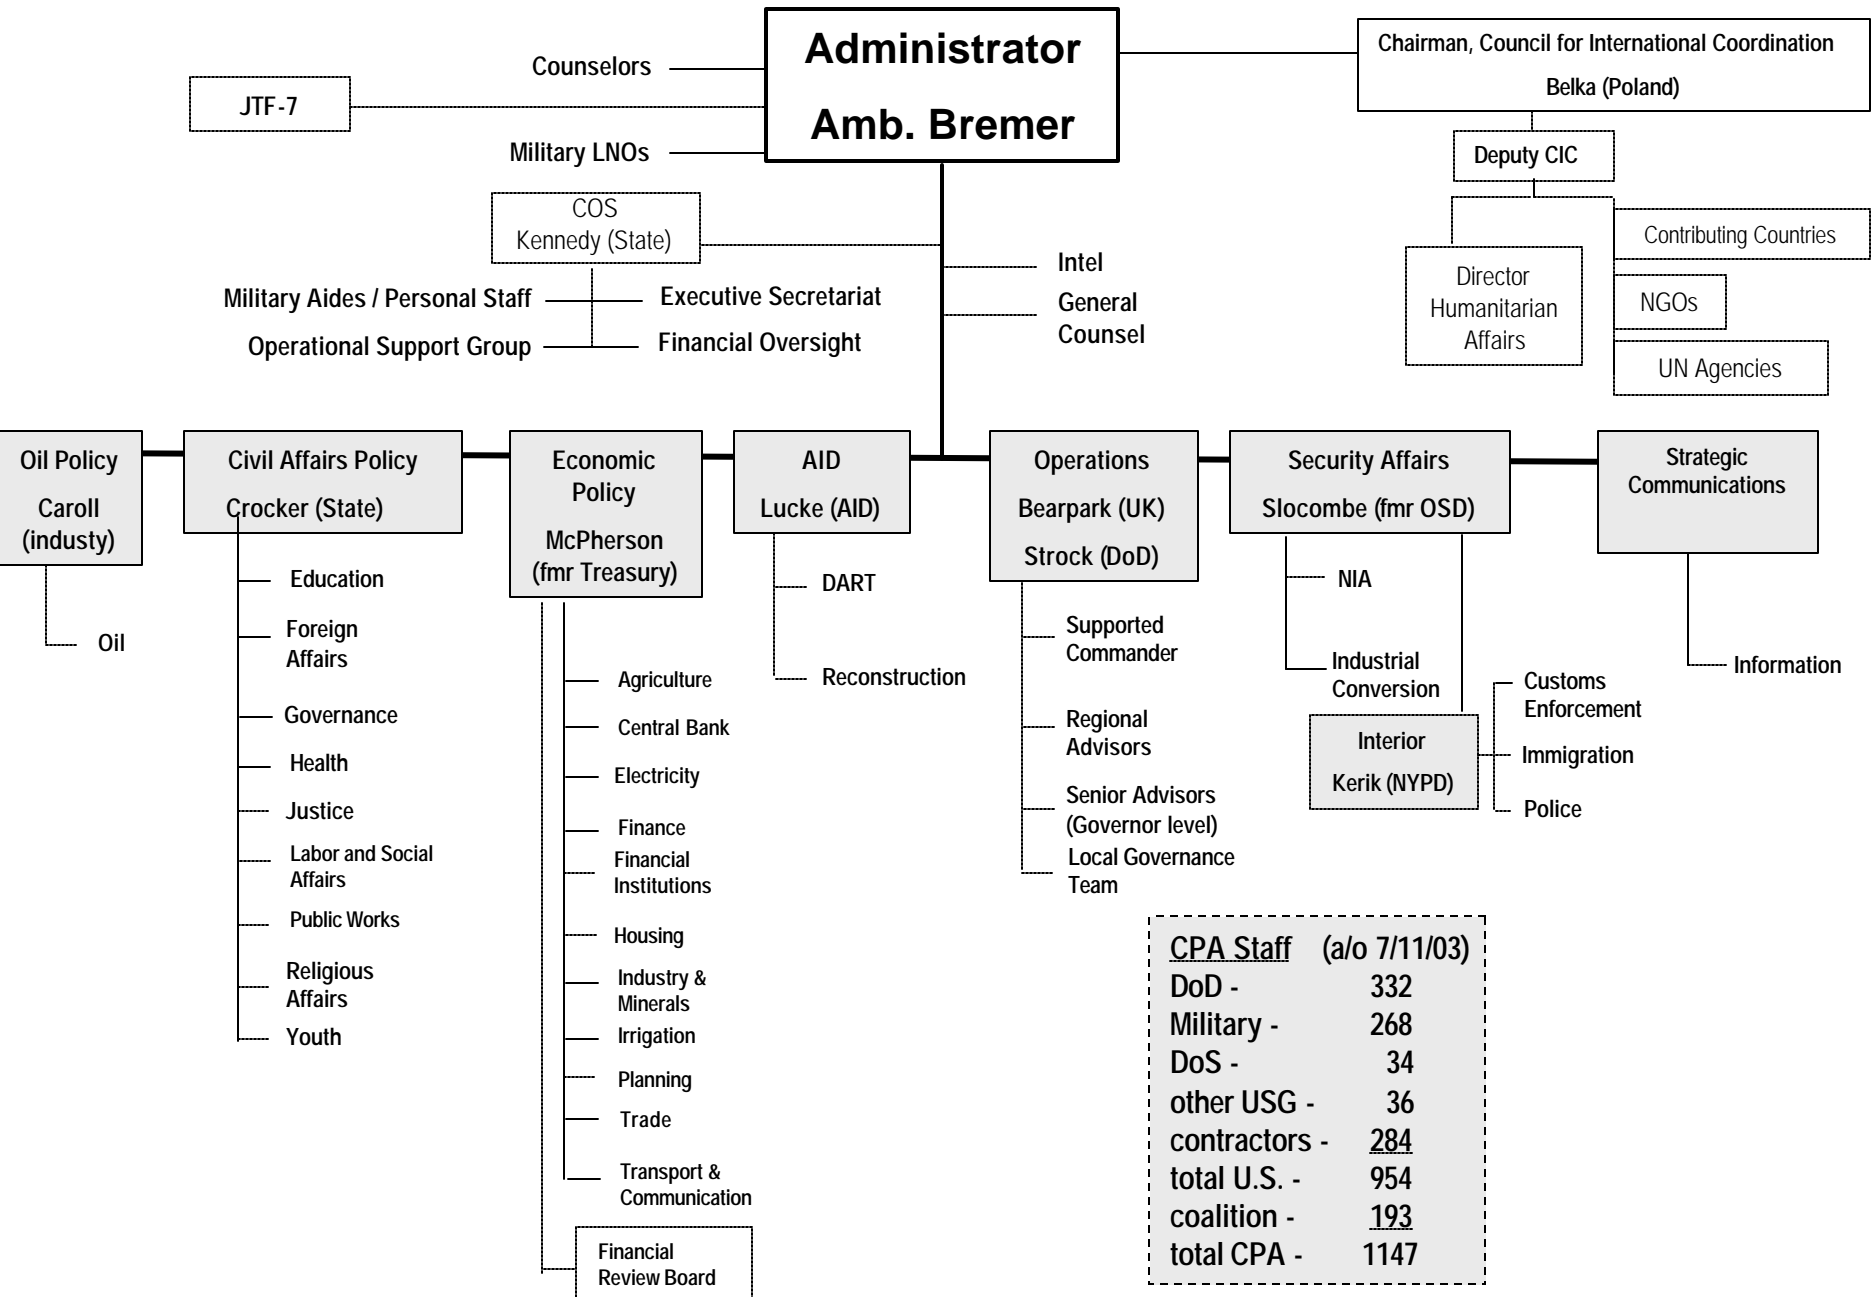 Administrator
Amb. Bremer
Counselors
JTF-7
Military LNOs
Chairman, Council for International Coordination
Belka (Poland)
Deputy CIC
Contributing Countries
Director
Humanitarian
Affairs
NGOs
UN Agencies
COS
Kennedy (State)
Military Aides / Personal Staff
Executive Secretariat
Operational Support Group
Financial Oversight
Intel
General
Counsel
Oil Policy
Caroll
(industy)
Oil
Civil Affairs Policy
Crocker (State)
Education
Foreign
Affairs
Governance
Health
Justice
Labor and Social
Affairs
Public Works
Religious
Affairs
Youth
Economic
Policy
McPherson
(fmr Treasury)
Agriculture
Central Bank
Electricity
Finance
Financial
Institutions
Housing
Industry &
Minerals
Irrigation
Planning
Trade
Transport &
Communication
Financial
Review Board
AID
Lucke (AID)
DART
Reconstruction
Operations
Bearpark (UK)
Strock (DoD)
Supported
Commander
Regional
Advisors
Senior Advisors
(Governor level)
Local Governance
Team
Security Affairs
Slocombe (fmr OSD)
NIA
Industrial
Conversion
Interior
Kerik (NYPD)
Customs
Enforcement
Immigration
Police
Strategic
Communications
Information
CPA Staff (a/o 7/11/03)
DoD - 332
Military - 268
DoS - 34
other USG - 36
contractors - 284
total U.S. - 954
coalition - 193
total CPA - 1147